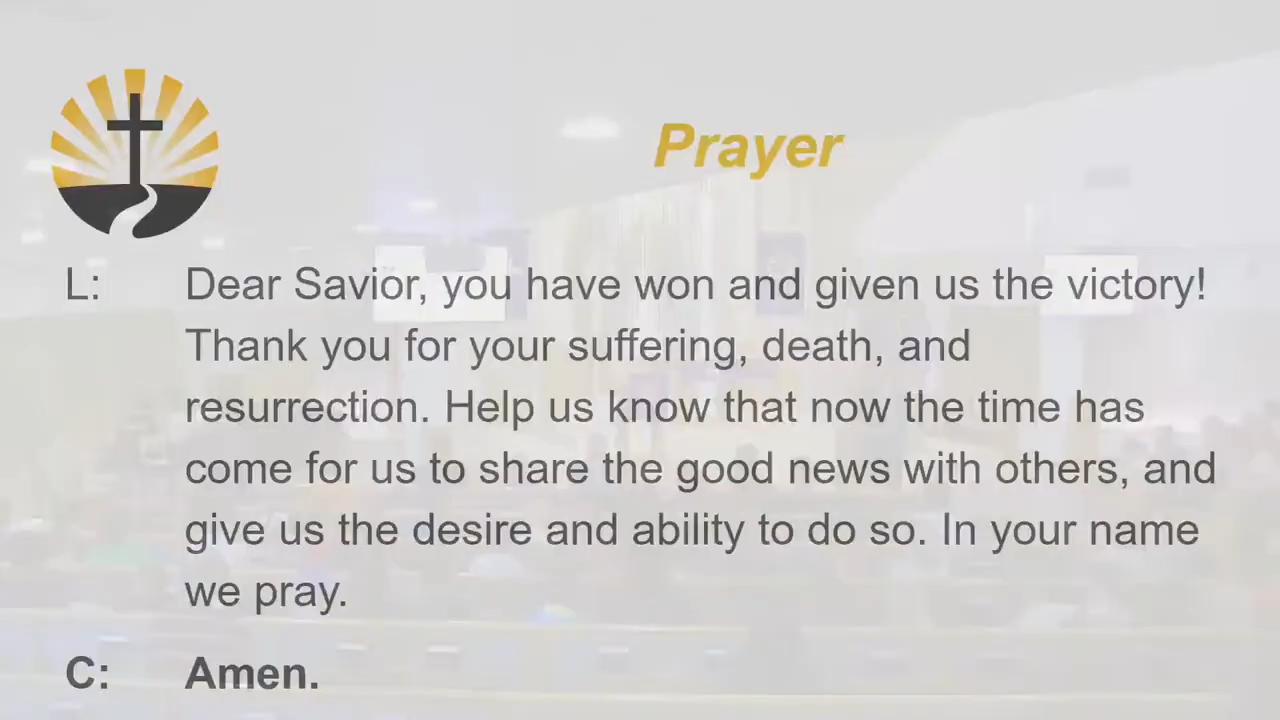 Prayer
L: Dear Savior, you have won and given us the victory!
Thank you for your suffering, death, and
resurrection. Help us know that now the time has
come for us to share the good news with others, and
give us the desire and ability to do so. In your name
we pray.
C: Amen.